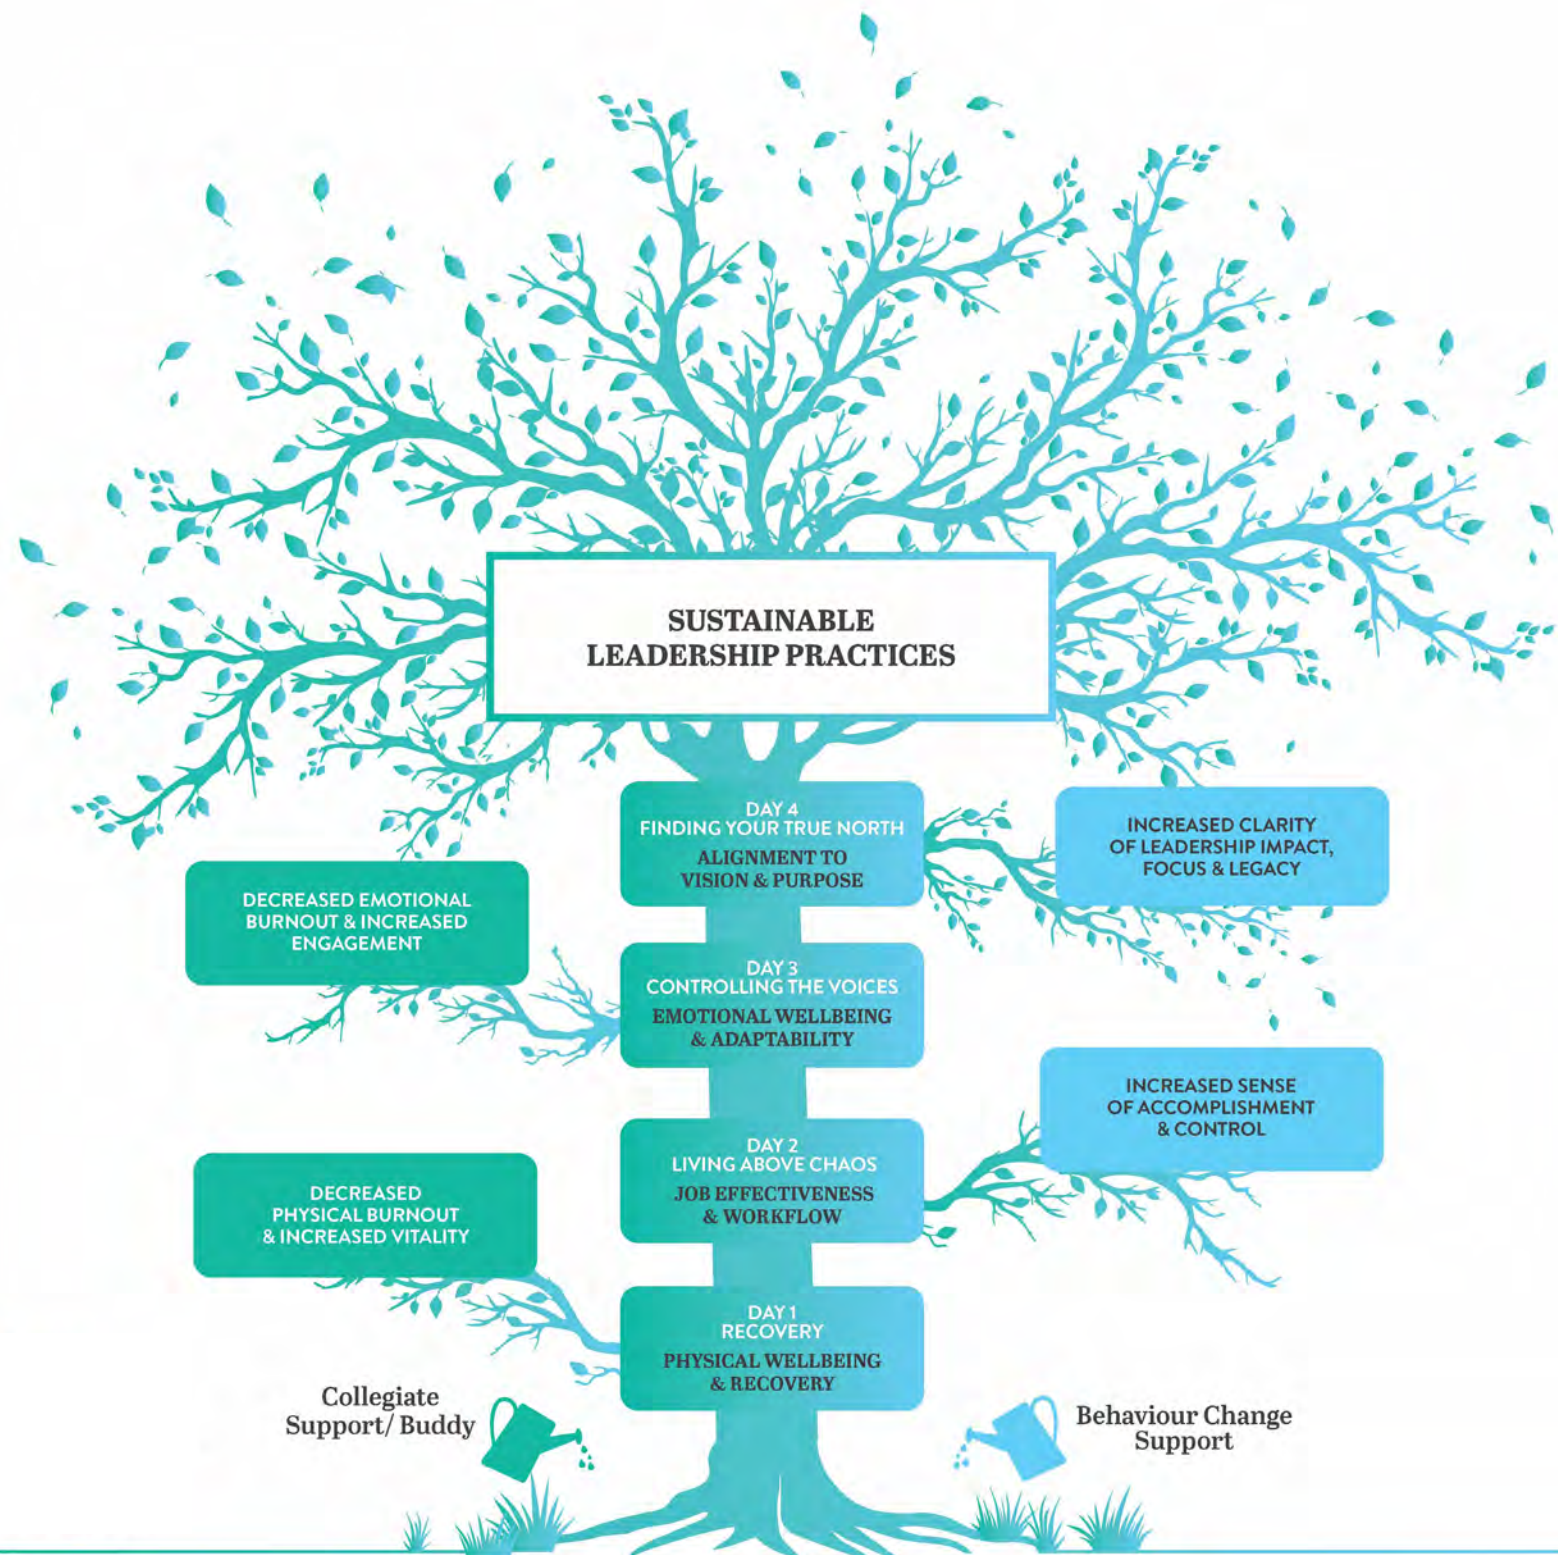 SUSTAINABLE
LEADERSHIP PRACTICES
DAY 4
FINDING YOUR TRUE NORTH
ALIGNMENT TO
VISION & PURPOSE
INCREASED CLARITY
OF LEADERSHIP IMPACT,
FOCUS & LEGACY
DECREASED EMOTIONAL
BURNOUT & INCREASED
ENGAGEMENT
DAY 3
CONTROLLING THE VOICES
EMOTIONAL WELLBEING
& ADAPTABILITY
INCREASED SENSE
OF ACCOMPLISHMENT
& CONTROL
DAY 2
LIVING ABOVE CHAOS
JOB EFFECTIVENESS
& WORKFLOW
DECREASED
PHYSICAL BURNOUT
& INCREASED VITALITY
DAY 1
RECOVERY
PHYSICAL WELLBEING
& RECOVERY
Collegiate
Support/ Buddy
Behaviour Change
Support